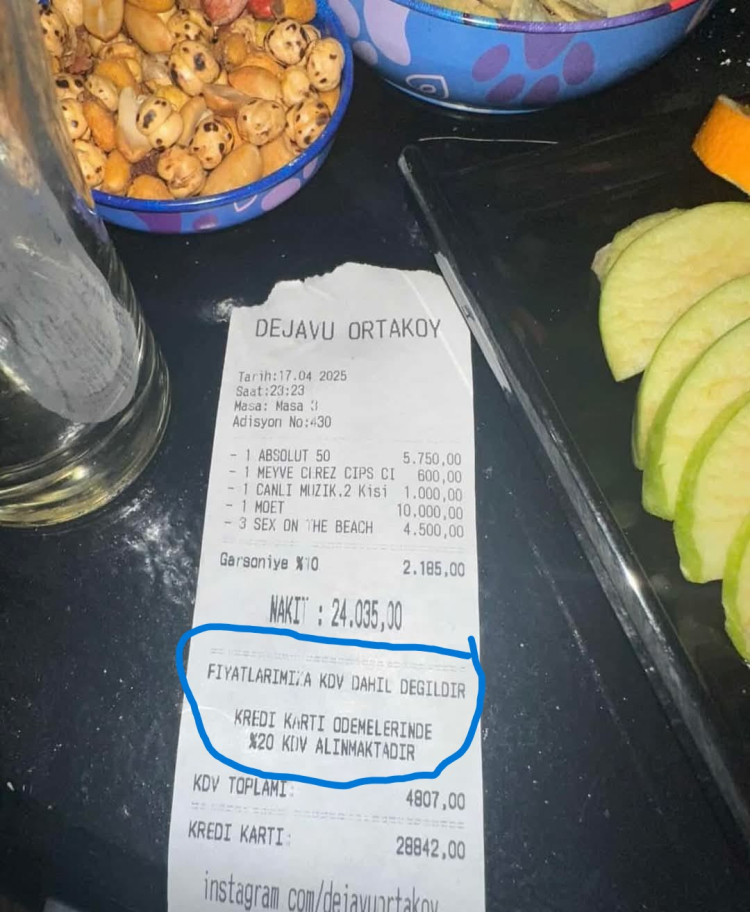 DEJAVU ORTAKOY
Tarih:17.04 2025
Saat:23:23
Masa: Masa 3
Adisyon No:430
- 1 ABSOLUT 50 5.750,00
- 1 MEYVE CEREZ CIPS CI 600,00
- 1 CANLI MUZIK.2 Kisi 1.000,00
- 1 MOET 10.000,00
- 3 SEX ON THE BEACH 4.500,00
Garsoniye %10 2.185,00
NAKIT : 24.035,00
FIYATLARIMIZA KDV DAHIL DEGILDIR
KREDI KARTI ODEMELERINDE
%20 KDV ALINMAKTADIR
KDV TOPLAMI: 4807,00
KREDI KARTI: 28842,00
instagram com/dejavuortakoy